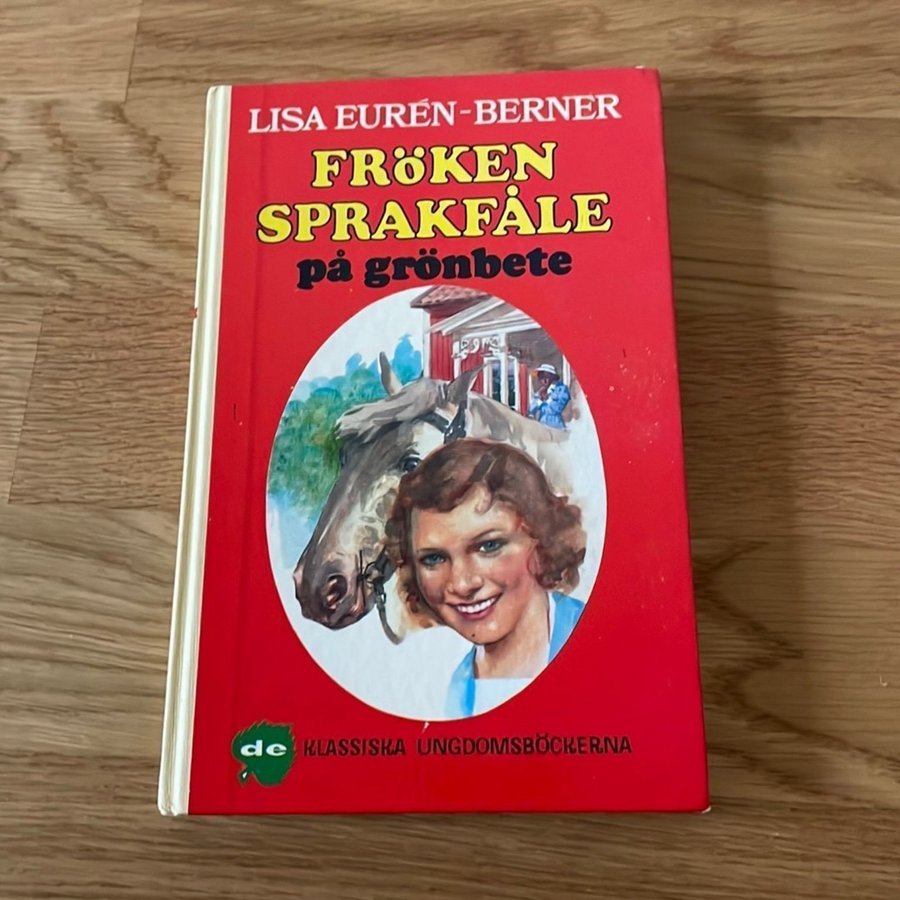 LISA EURÉN-BERNER
FRÖKEN
SPRAKFÅLE
på grönbete
de KLASSISKA UNGDOMSBÖCKERNA